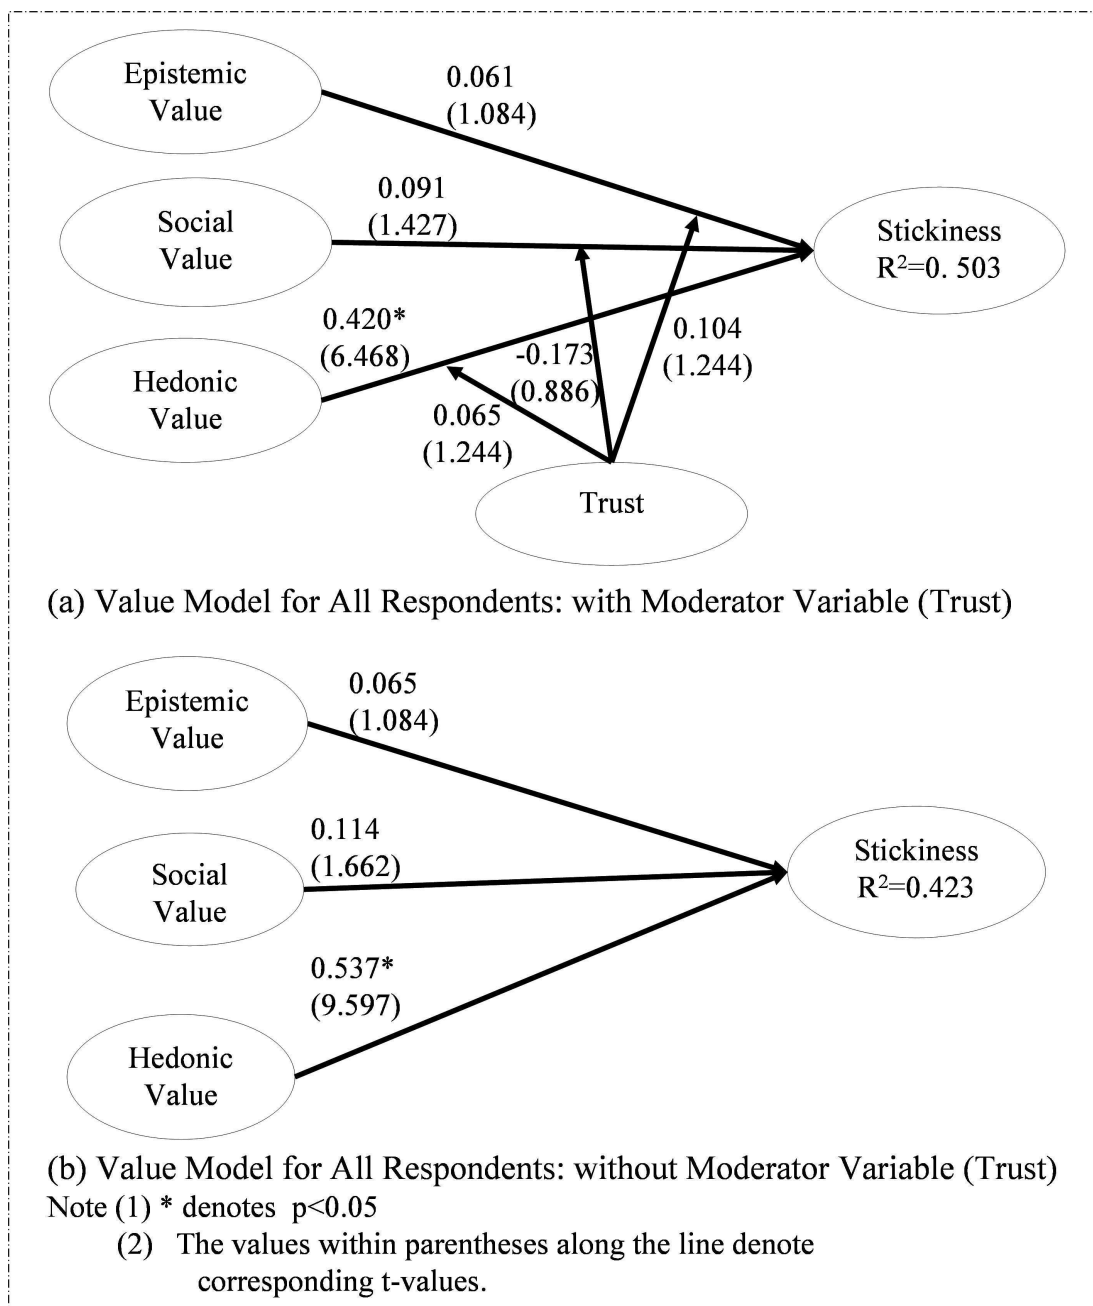 Epistemic
Value
0.061
(1.084)
Social
Value
0.091
(1.427)
Stickiness
R²=0. 503
Hedonic
Value
0.420*
(6.468)
-0.173
(0.886)
0.104
(1.244)
0.065
(1.244)
Trust
(a) Value Model for All Respondents: with Moderator Variable (Trust)
Epistemic
Value
0.065
(1.084)
Social
Value
0.114
(1.662)
Stickiness
R²=0.423
Hedonic
Value
0.537*
(9.597)
(b) Value Model for All Respondents: without Moderator Variable (Trust)
Note (1) * denotes p<0.05
(2) The values within parentheses along the line denote
corresponding t-values.